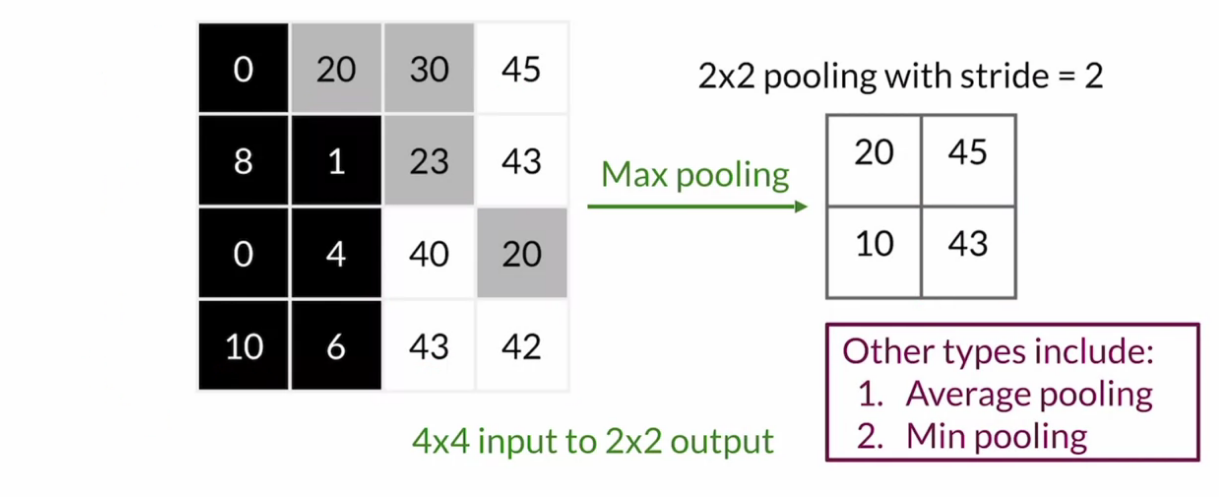 0 20 30 45
8 1 23 43
0 4 40 20
10 6 43 42
Max pooling
4x4 input to 2x2 output
2x2 pooling with stride = 2
20 45
10 43
Other types include:
1. Average pooling
2. Min pooling